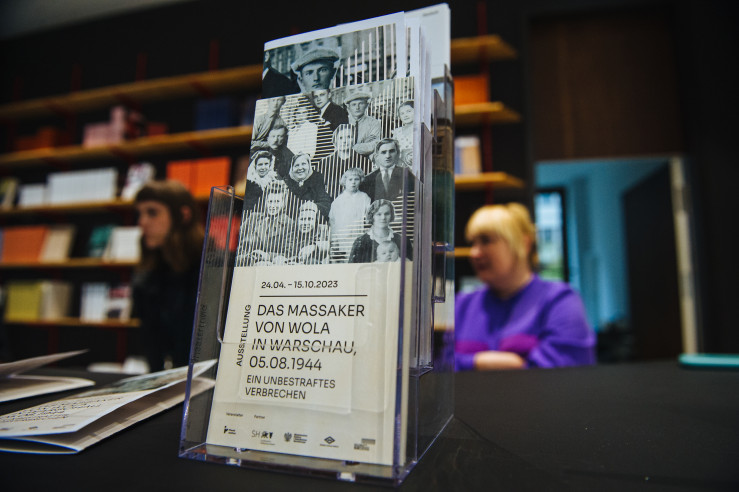 24.04. – 15.10.2023
AUSSTELLUNG
DAS MASSAKER
VON WOLA
IN WARSCHAU,
05.08.1944
EIN UNBESTRAFTES
VERBRECHEN